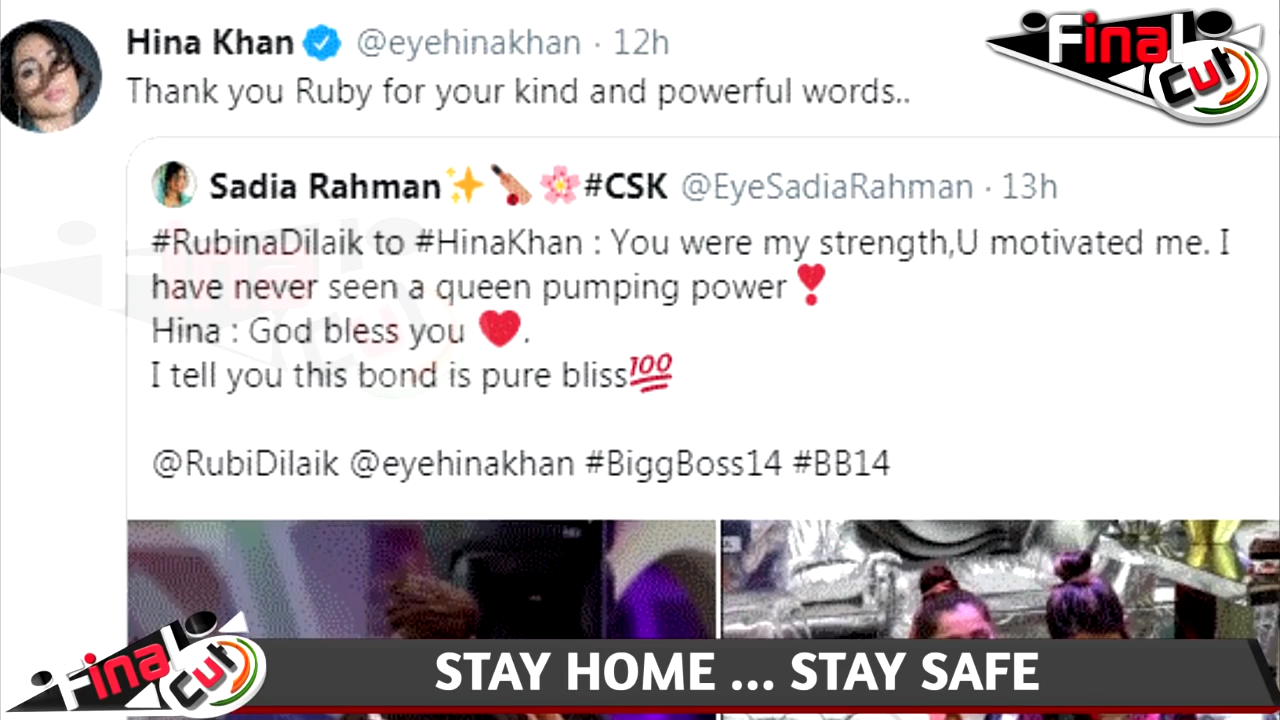 Hina Khan @eyehinakhan · 12h
Thank you Ruby for your kind and powerful words..
Final Cut
Sadia Rahman✨🏏🌸#CSK @EyeSadiaRahman · 13h
#RubinaDilaik to #HinaKhan : You were my strength,U motivated me. I
have never seen a queen pumping power❣
Hina : God bless you ❤.
I tell you this bond is pure bliss💯
@RubiDilaik @eyehinakhan #BiggBoss14 #BB14
Final Cut
Final Cut
STAY HOME ... STAY SAFE